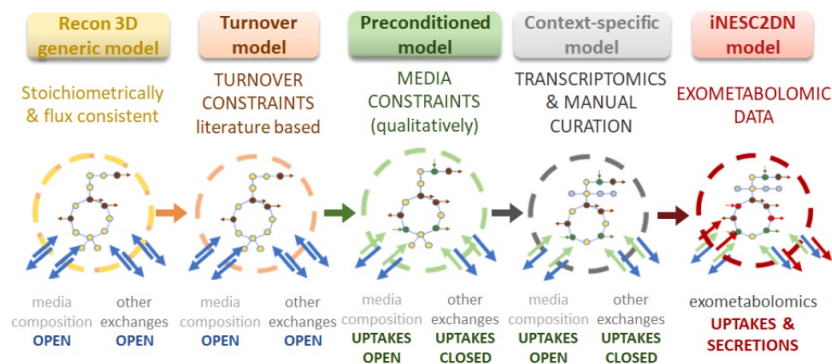 Recon 3D
generic model
Turnover
model
Preconditioned
model
Context-specific
model
iNESC2DN
model
Stoichiometrically
& flux consistent
TURNOVER
CONSTRAINTS
literature based
MEDIA
CONSTRAINTS
(qualitatively)
TRANSCRIPTOMICS
& MANUAL
CURATION
EXOMETABOLOMIC
DATA
media
composition
OPEN
other
exchanges
OPEN
media
composition
OPEN
other
exchanges
OPEN
media
composition
UPTAKES
OPEN
other
exchanges
UPTAKES
CLOSED
media
composition
UPTAKES
OPEN
other
exchanges
UPTAKES
CLOSED
exometabolomics
UPTAKES &
SECRETIONS